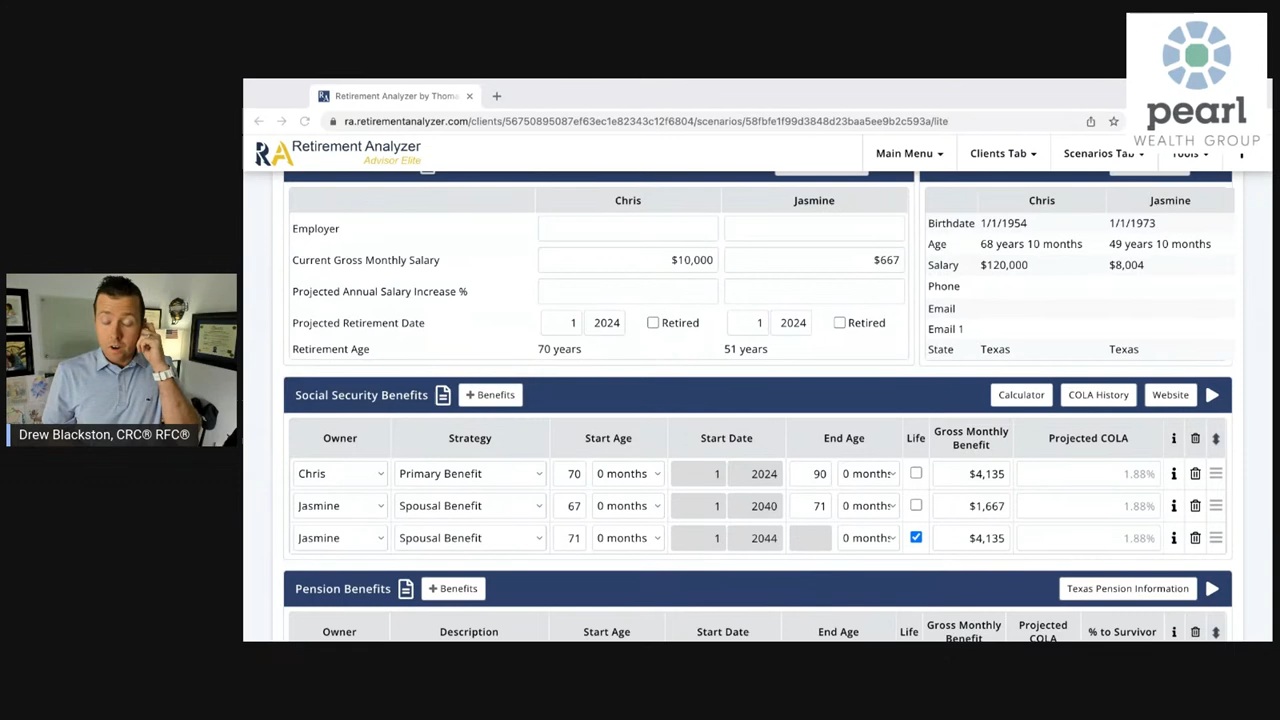 pearl
WEALTH GROUP
Retirement Analyzer by Thoma
ra.retirementanalyzer.com/clients/56750895087ef63ec1e82343c12f6804/scenarios/58fbfe1f99d3848d23baa5ee9b2c593a/lite
RA Retirement Analyzer
Advisor Elite
Main Menu Clients Tab Scenarios Tab Tools
Chris Jasmine
Employer
Current Gross Monthly Salary $10,000 $667
Projected Annual Salary Increase %
Projected Retirement Date 1 2024 Retired 1 2024 Retired
Retirement Age 70 years 51 years
Chris Jasmine
Birthdate 1/1/1954 1/1/1973
Age 68 years 10 months 49 years 10 months
Salary $120,000 $8,004
Phone
Email
Email 1
State Texas Texas
Drew Blackston, CRC® RFC®
Social Security Benefits + Benefits Calculator COLA History Website
Owner Strategy Start Age Start Date End Age Life Gross Monthly Benefit Projected COLA
Chris Primary Benefit 70 0 months 1 2024 90 0 months $4,135 1.88%
Jasmine Spousal Benefit 67 0 months 1 2040 71 0 months $1,667 1.88%
Jasmine Spousal Benefit 71 0 months 1 2044 0 months $4,135 1.88%
Pension Benefits + Benefits Texas Pension Information
Owner Description Start Age Start Date End Age Life Gross Monthly Benefit Projected COLA % to Survivor